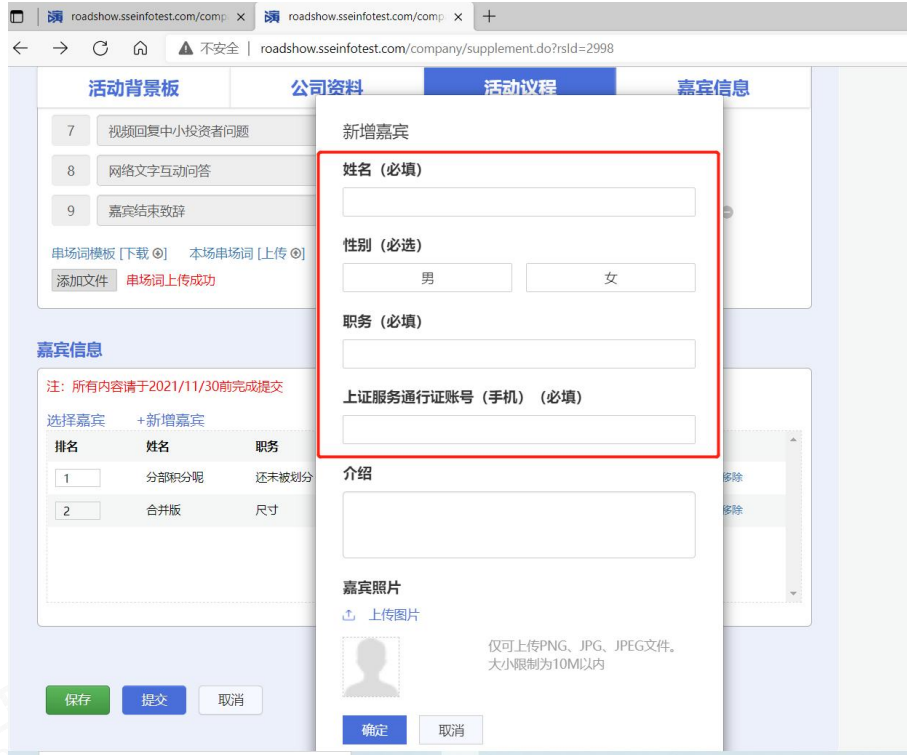 roadshow.sseinfotest.com/comp
roadshow.sseinfotest.com/comp
不安全 roadshow.sseinfotest.com/company/supplement.do?rsId=2998
活动背景板 公司资料 活动议程 嘉宾信息
7 视频回复中小投资者问题
8 网络文字互动问答
9 嘉宾结束致辞
串场词模板 [下载] 本场串场词 [上传]
添加文件 串场词上传成功
嘉宾信息
注：所有内容请于2021/11/30前完成提交
选择嘉宾 +新增嘉宾
排名 姓名 职务
1 分部积分呢 还未被划分 移除
2 合并版 尺寸 移除
保存 提交 取消
新增嘉宾
姓名（必填）
性别（必选）
男 女
职务（必填）
上证服务通行证账号（手机）（必填）
介绍
嘉宾照片
上传图片
仅可上传PNG、JPG、JPEG文件。
大小限制为10M以内
确定 取消